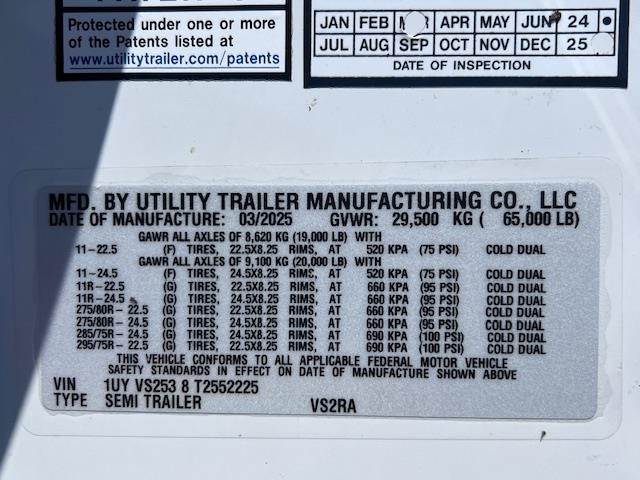 Protected under one or more
of the Patents listed at
www.utilitytrailer.com/patents
JAN FEB APR MAY JUN 24
JUL AUG SEP OCT NOV DEC 25
DATE OF INSPECTION
MFD. BY UTILITY TRAILER MANUFACTURING CO., LLC
DATE OF MANUFACTURE: 03/2025 GVWR: 29,500 KG ( 65,000 LB)
GAWR ALL AXLES OF 8,620 KG (19,000 LB) WITH
11-22.5 (F) TIRES, 22.5X8.25 RIMS, AT 520 KPA (75 PSI) COLD DUAL
GAWR ALL AXLES OF 9,100 KG (20,000 LB) WITH
11-24.5 (F) TIRES, 24.5X8.25 RIMS, AT 520 KPA (75 PSI) COLD DUAL
11R-22.5 (G) TIRES, 22.5X8.25 RIMS, AT 660 KPA (95 PSI) COLD DUAL
11R-24.5 (G) TIRES, 24.5X8.25 RIMS, AT 660 KPA (95 PSI) COLD DUAL
275/80R- 22.5 (G) TIRES, 22.5X8.25 RIMS, AT 660 KPA (95 PSI) COLD DUAL
275/80R- 24.5 (G) TIRES, 24.5X8.25 RIMS, AT 660 KPA (95 PSI) COLD DUAL
285/75R- 24.5 (G) TIRES, 24.5X8.25 RIMS, AT 690 KPA (100 PSI) COLD DUAL
295/75R- 22.5 (G) TIRES, 22.5X8.25 RIMS, AT 690 KPA (100 PSI) COLD DUAL
THIS VEHICLE CONFORMS TO ALL APPLICABLE FEDERAL MOTOR VEHICLE
SAFETY STANDARDS IN EFFECT ON DATE OF MANUFACTURE SHOWN ABOVE
VIN 1UY VS253 8 T2552225
TYPE SEMI TRAILER VS2RA